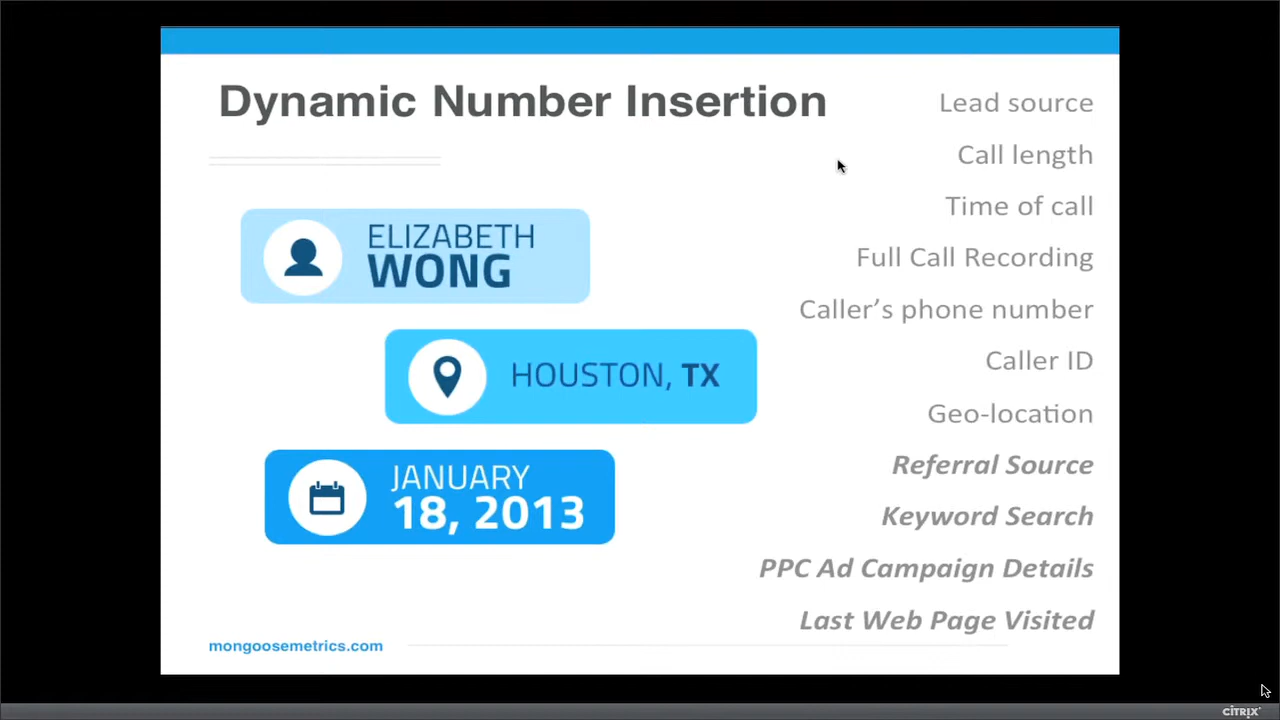 Dynamic Number Insertion
ELIZABETH
WONG
HOUSTON, TX
JANUARY
18, 2013
Lead source
Call length
Time of call
Full Call Recording
Caller’s phone number
Caller ID
Geo-location
Referral Source
Keyword Search
PPC Ad Campaign Details
Last Web Page Visited
mongoosemetrics.com
CITRIX